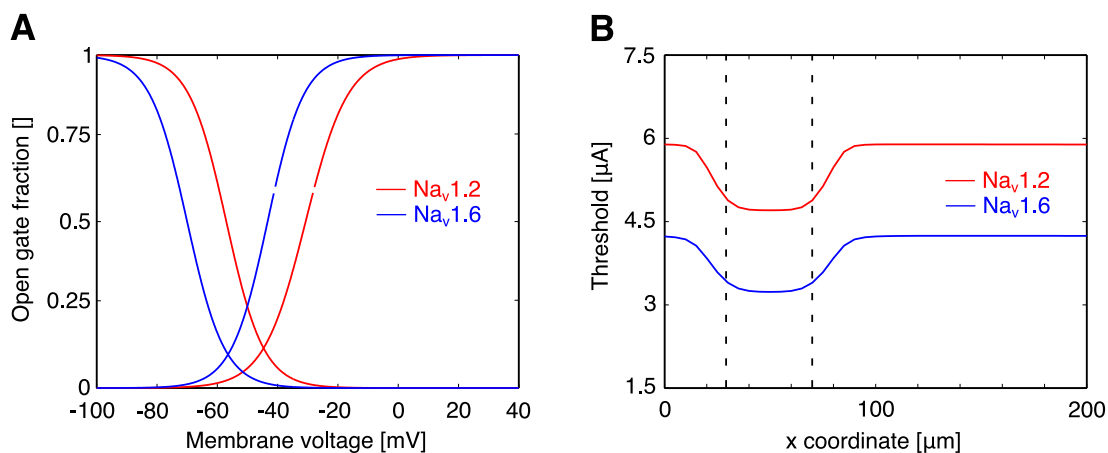 A
Open gate fraction []
1
0.75
0.5
0.25
0
-100
-80
-60
-40
-20
0
20
40
Membrane voltage [mV]
Nav1.2
Nav1.6
B
Threshold [µA]
7.5
6
4.5
3
1.5
0
100
200
x coordinate [µm]
Nav1.2
Nav1.6